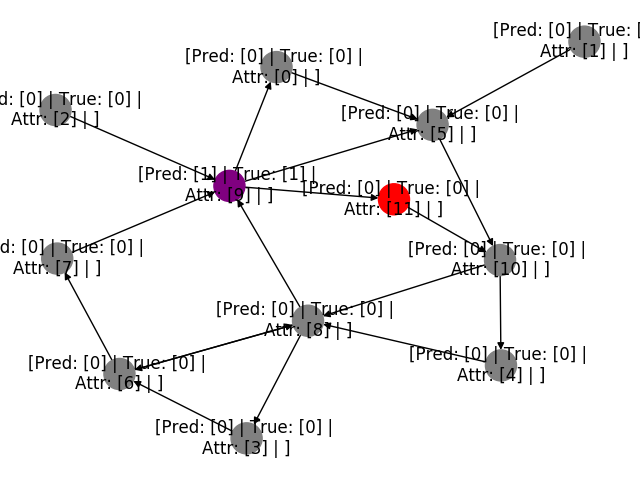 [Pred: [0] | True: [
Attr: [1] | ]
[Pred: [0] | True: [0] |
Attr: [0] | ]
d: [0] | True: [0] |
Attr: [2] | ]
[Pred: [0] | True: [0] |
Attr: [5] | ]
[Pred: [1] | True: [1] |
Attr: [9] | ]
[Pred: [0] | True: [0] |
Attr: [11] | ]
d: [0] | True: [0] |
Attr: [7] | ]
[Pred: [0] | True: [0] |
Attr: [10] | ]
[Pred: [0] | True: [0] |
Attr: [8] | ]
[Pred: [0] | True: [0] |
Attr: [6] | ]
[Pred: [0] | True: [0] |
Attr: [4] | ]
[Pred: [0] | True: [0] |
Attr: [3] | ]